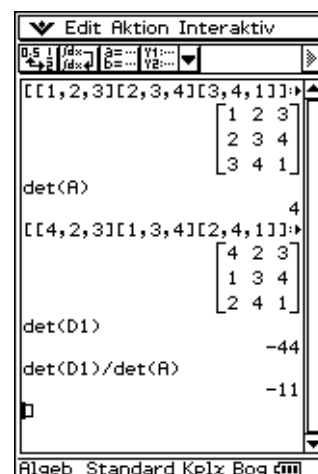 Edit Aktion Interaktiv
[[1,2,3][2,3,4][3,4,1]]
1 2 3
2 3 4
3 4 1
det(A)
4
[[4,2,3][1,3,4][2,4,1]]
4 2 3
1 3 4
2 4 1
det(D1)
-44
det(D1)/det(A)
-11
Algeb Standard Kplx Bog